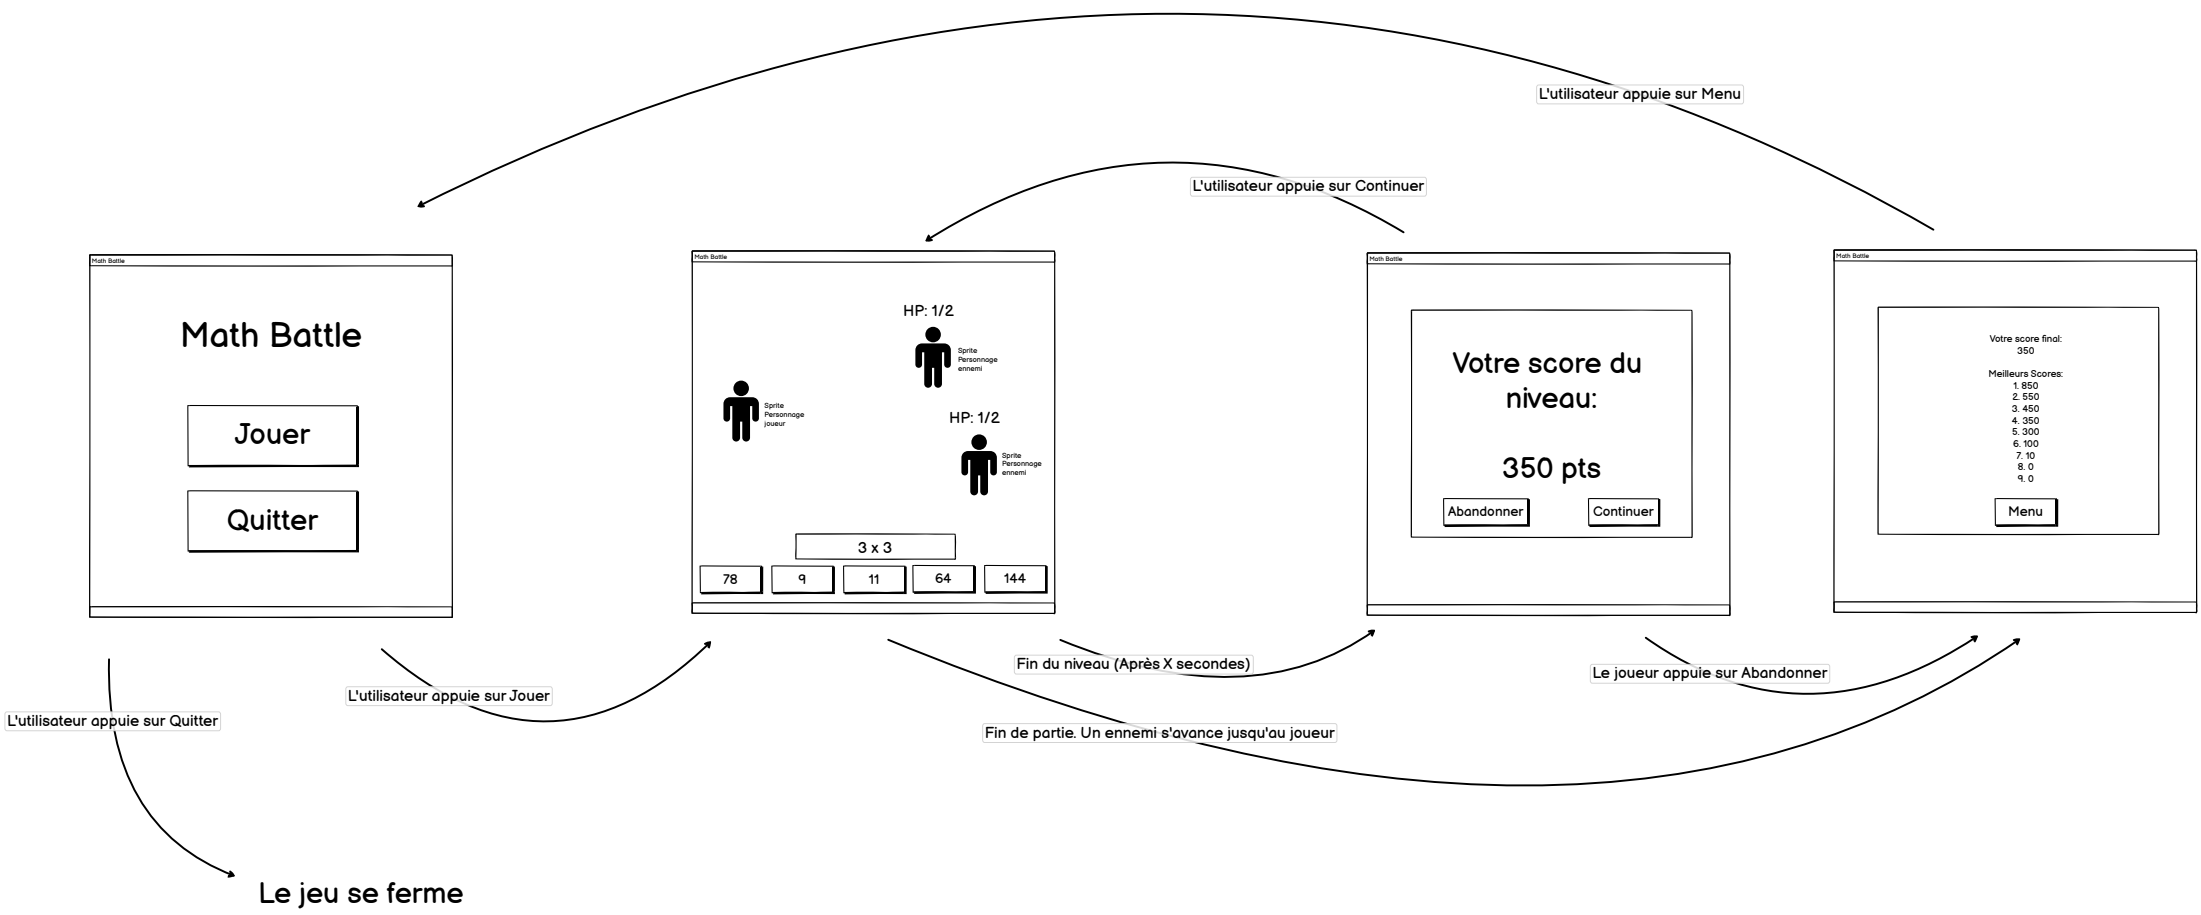 L'utilisateur appuie sur Menu
L'utilisateur appuie sur Continuer
Math Battle
Math Battle
Jouer
Quitter
Math Battle
HP: 1/2
Sprite
Personnage
ennemi
Sprite
Personnage
joueur
HP: 1/2
Sprite
Personnage
ennemi
3 x 3
78
9
11
64
144
Math Battle
Votre score du
niveau:
350 pts
Abandonner
Continuer
Math Battle
Votre score final:
350
Meilleurs Scores:
1. 850
2. 550
3. 450
4. 350
5. 300
6. 100
7. 10
8. 0
9. 0
Menu
L'utilisateur appuie sur Quitter
L'utilisateur appuie sur Jouer
Fin du niveau (Après X secondes)
Le joueur appuie sur Abandonner
Fin de partie. Un ennemi s'avance jusqu'au joueur
Le jeu se ferme